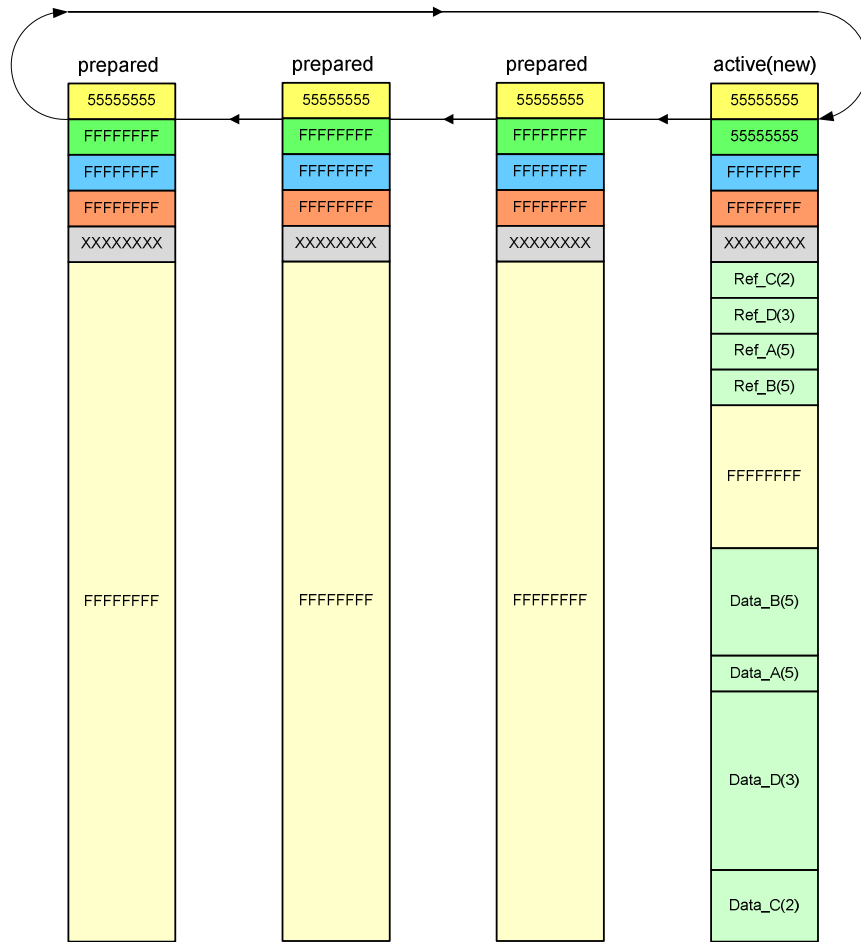 prepared
prepared
prepared
active(new)
55555555
55555555
55555555
55555555
FFFFFFFF
FFFFFFFF
FFFFFFFF
55555555
FFFFFFFF
FFFFFFFF
FFFFFFFF
FFFFFFFF
FFFFFFFF
FFFFFFFF
FFFFFFFF
FFFFFFFF
XXXXXXXX
XXXXXXXX
XXXXXXXX
XXXXXXXX
Ref_C(2)
Ref_D(3)
Ref_A(5)
Ref_B(5)
FFFFFFFF
FFFFFFFF
FFFFFFFF
FFFFFFFF
Data_B(5)
Data_A(5)
Data_D(3)
Data_C(2)